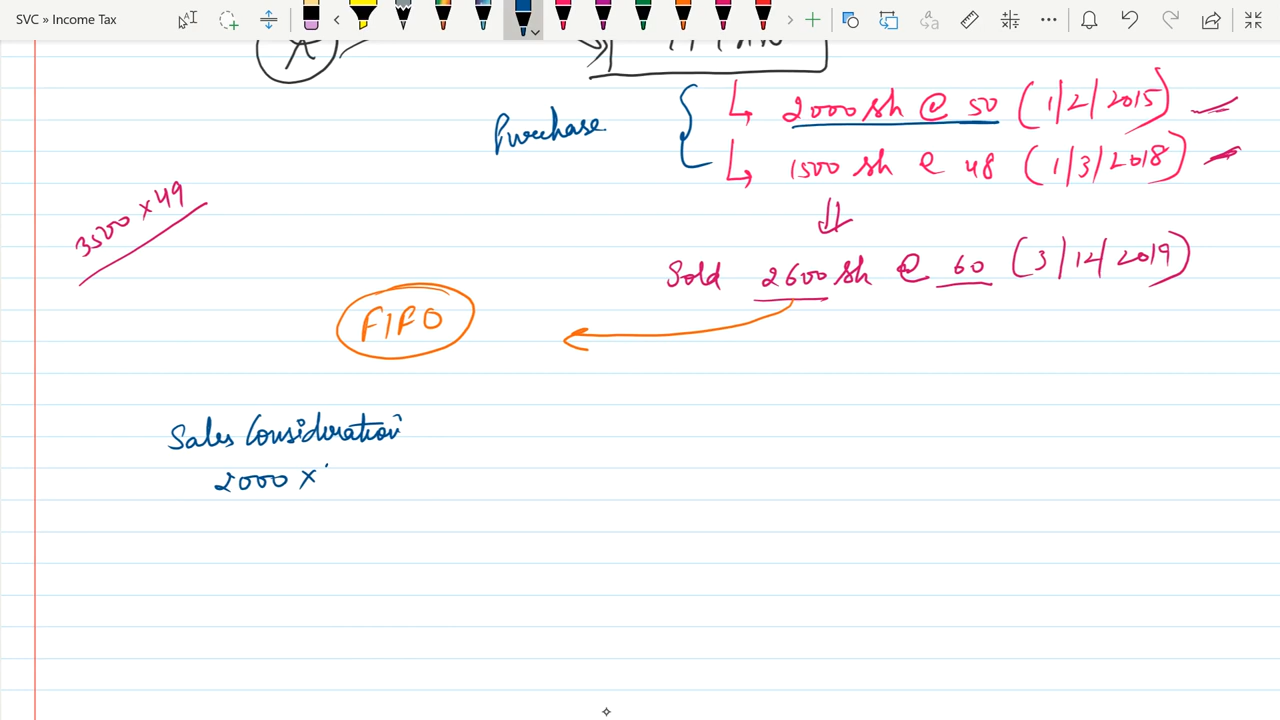 SVC » Income Tax
A
Purchase
↳ 2000 sh @ 50 (1/2/2015)
↳ 1500 sh @ 48 (1/3/2018)
3500 × 49
Sold 2600 sh @ 60 (3/12/2019)
FIFO
Sales Consideration
2000 ×